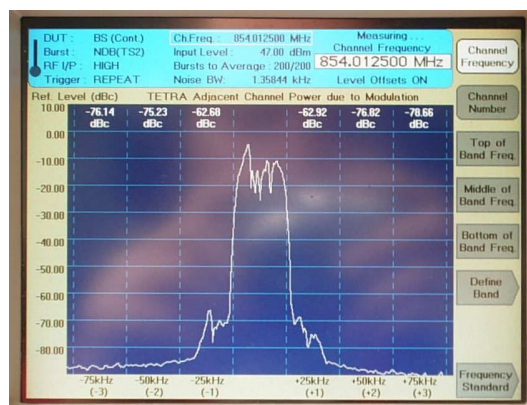 DUT : BS (Cont.) Ch.Freq. : 854.012500 MHz Measuring . . .
Burst : NDB(TS2) Input Level : 47.00 dBm Channel Frequency
RF I/P : HIGH Bursts to Average : 200/200 854.012500 MHz
Trigger : REPEAT Noise BW: 1.35844 kHz Level Offsets ON
Ref. Level (dBc) TETRA Adjacent Channel Power due to Modulation
-76.14 -75.23 -62.68 -62.92 -76.82 -78.66
dBc dBc dBc dBc dBc dBc
10.00
0.00
-10.00
-20.00
-30.00
-40.00
-50.00
-60.00
-70.00
-80.00
-75kHz -50kHz -25kHz +25kHz +50kHz +75kHz
(-3) (-2) (-1) (+1) (+2) (+3)
Channel
Frequency
Channel
Number
Top of
Band Freq.
Middle of
Band Freq.
Bottom of
Band Freq.
Define
Band
Frequency
Standard